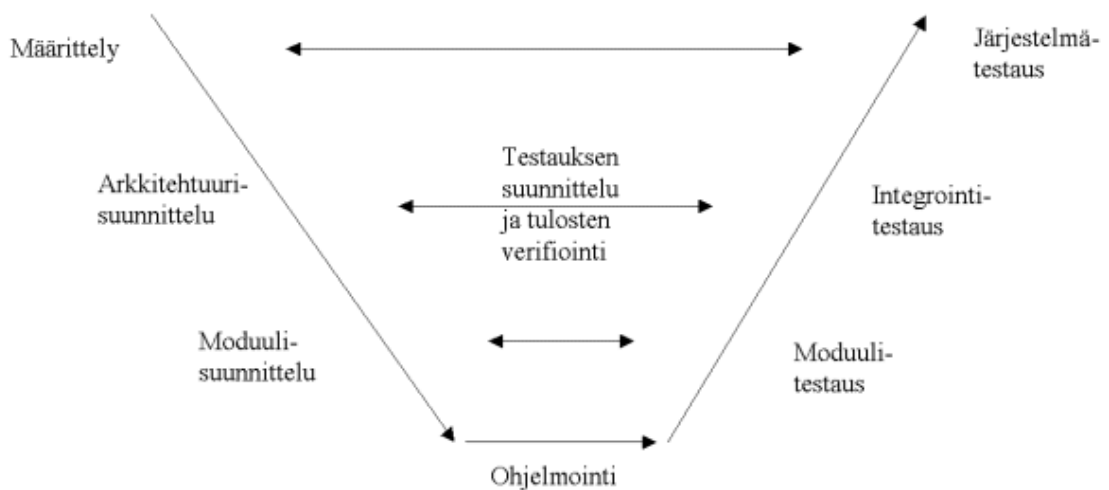 Määrittely
Järjestelmä-
testaus
Arkkitehtuuri-
suunnittelu
Testauksen
suunnittelu
ja tulosten
verifiointi
Integrointi-
testaus
Moduuli-
suunnittelu
Moduuli-
testaus
Ohjelmointi